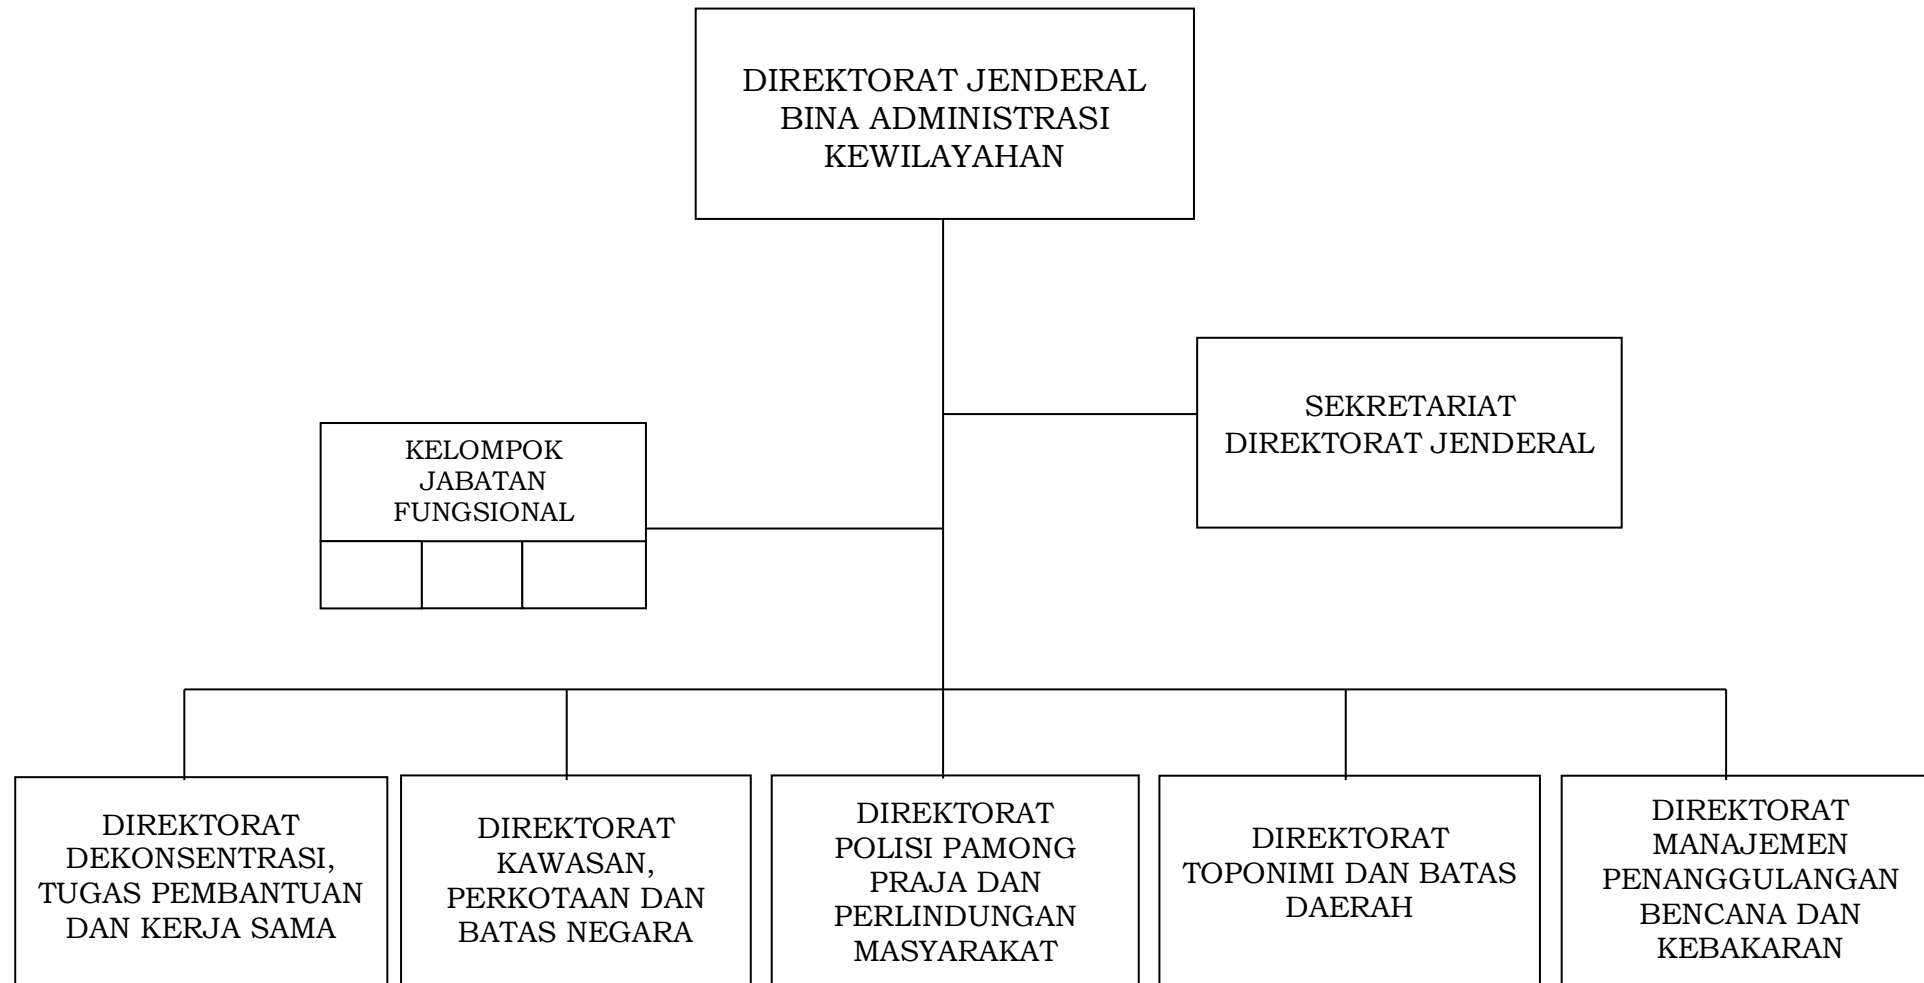 DIREKTORAT JENDERAL
BINA ADMINISTRASI
KEWILAYAHAN
SEKRETARIAT
DIREKTORAT JENDERAL
KELOMPOK
JABATAN
FUNGSIONAL
DIREKTORAT
DEKONSENTRASI,
TUGAS PEMBANTUAN
DAN KERJA SAMA
DIREKTORAT
KAWASAN,
PERKOTAAN DAN
BATAS NEGARA
DIREKTORAT
POLISI PAMONG
PRAJA DAN
PERLINDUNGAN
MASYARAKAT
DIREKTORAT
TOPONIMI DAN BATAS
DAERAH
DIREKTORAT
MANAJEMEN
PENANGGULANGAN
BENCANA DAN
KEBAKARAN